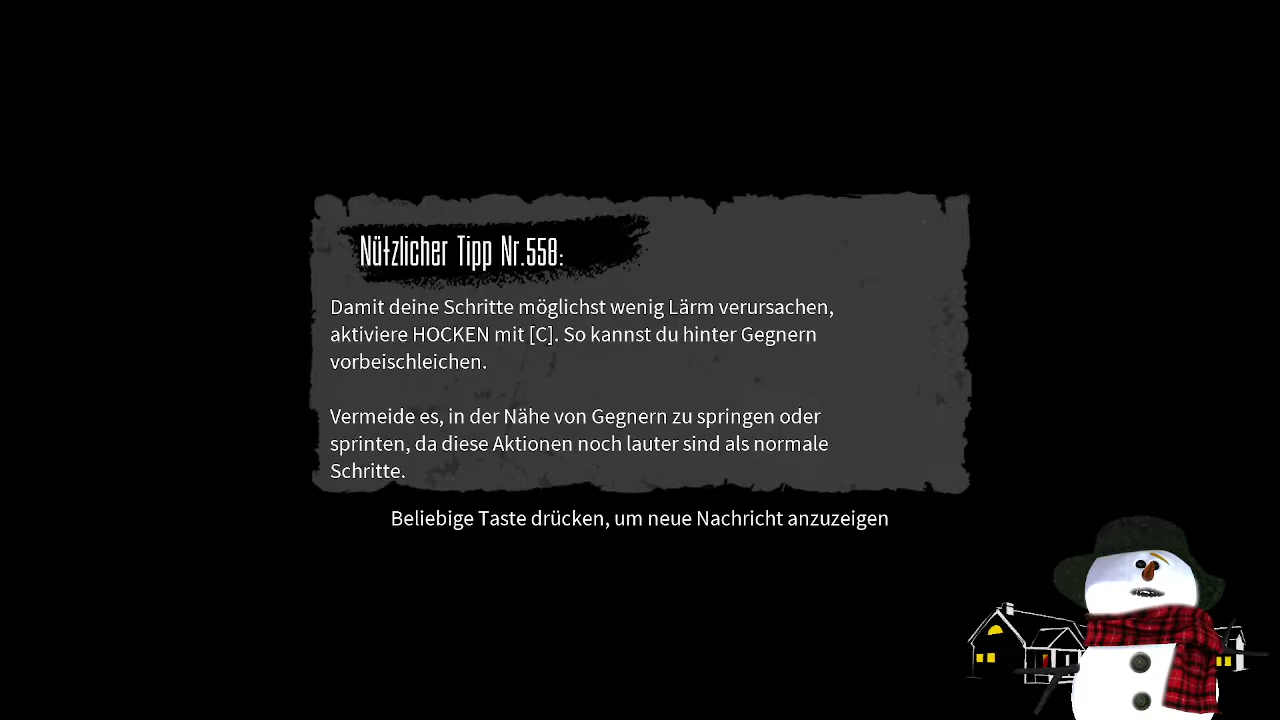 Nützlicher Tipp Nr.558:
Damit deine Schritte möglichst wenig Lärm verursachen,
aktiviere HOCKEN mit [C]. So kannst du hinter Gegnern
vorbeischleichen.
Vermeide es, in der Nähe von Gegnern zu springen oder
sprinten, da diese Aktionen noch lauter sind als normale
Schritte.
Beliebige Taste drücken, um neue Nachricht anzuzeigen